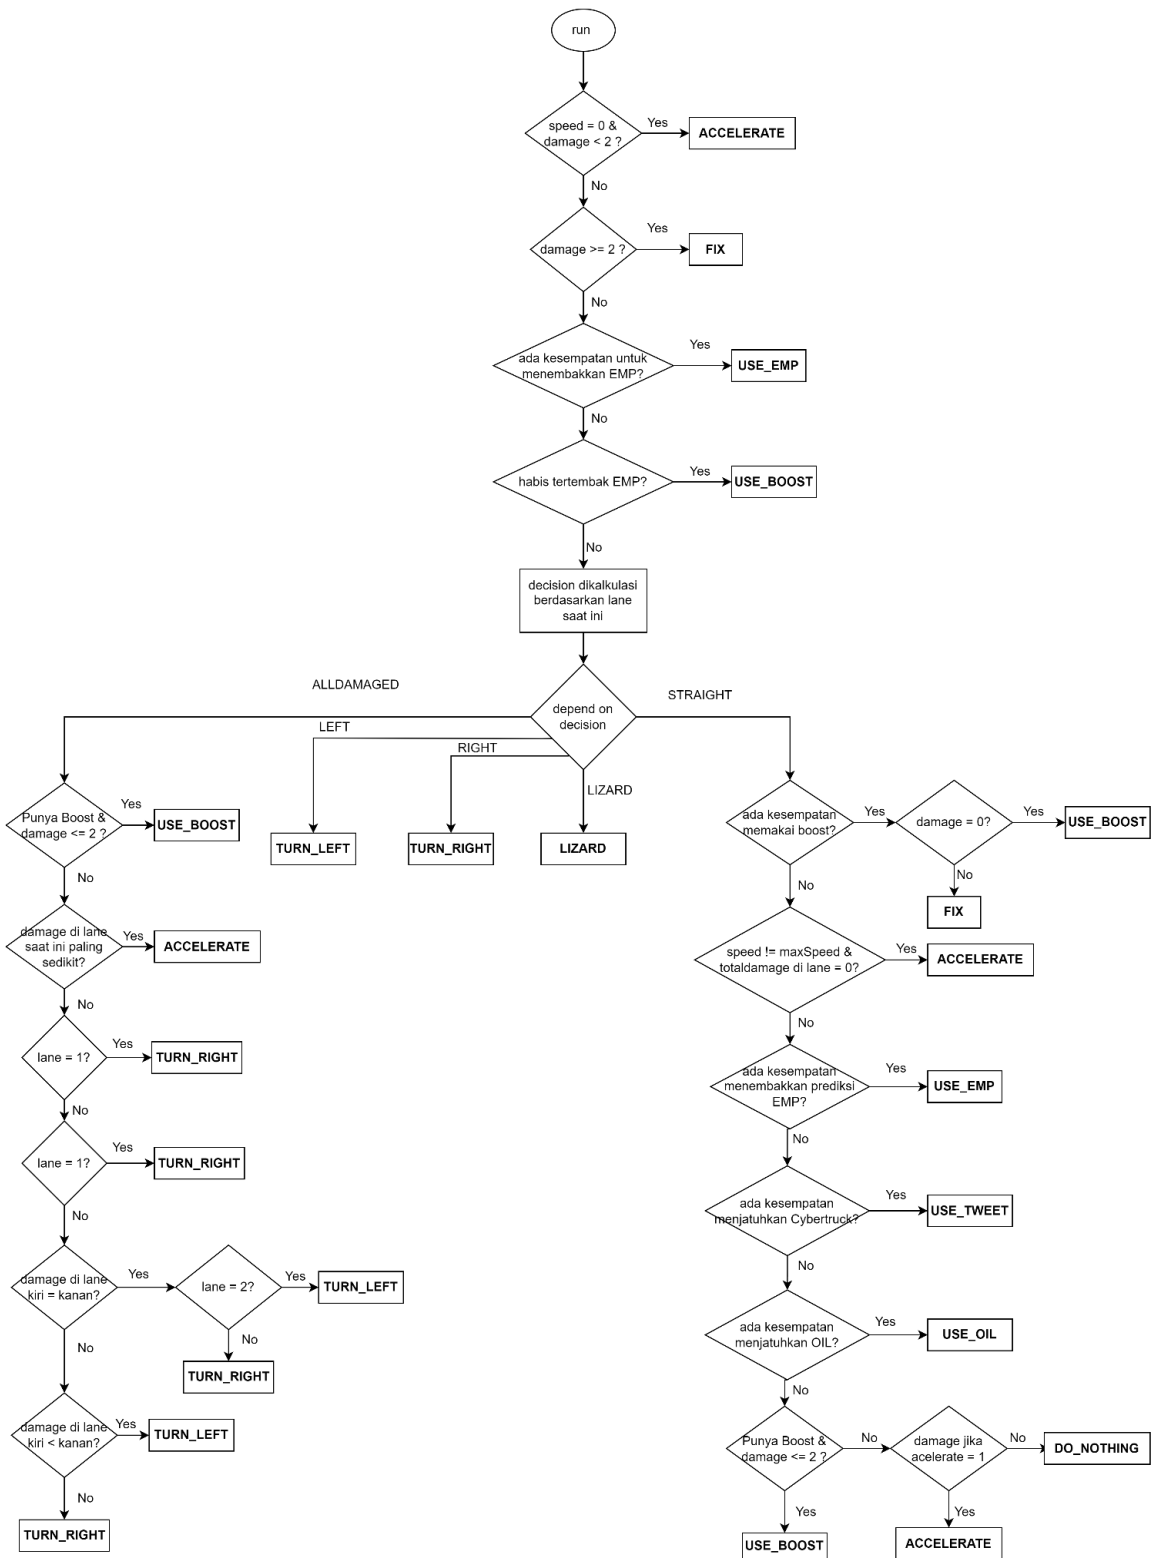 run
speed = 0 &
damage < 2 ?
Yes
ACCELERATE
No
damage >= 2 ?
Yes
FIX
No
ada kesempatan untuk
menembakkan EMP?
Yes
USE_EMP
No
habis tertembak EMP?
Yes
USE_BOOST
No
decision dikalkulasi
berdasarkan lane
saat ini
depend on
decision
ALLDAMAGED
LEFT
RIGHT
LIZARD
STRAIGHT
TURN_LEFT
TURN_RIGHT
LIZARD
Punya Boost &
damage <= 2 ?
Yes
USE_BOOST
No
damage di lane
saat ini paling
sedikit?
Yes
ACCELERATE
No
lane = 1?
Yes
TURN_RIGHT
No
lane = 1?
Yes
TURN_RIGHT
No
damage di lane
kiri = kanan?
Yes
lane = 2?
Yes
TURN_LEFT
No
TURN_RIGHT
No
damage di lane
kiri < kanan?
Yes
TURN_LEFT
No
TURN_RIGHT
ada kesempatan
memakai boost?
Yes
damage = 0?
Yes
USE_BOOST
No
FIX
No
speed != maxSpeed &
totaldamage di lane = 0?
Yes
ACCELERATE
No
ada kesempatan
menembakkan prediksi
EMP?
Yes
USE_EMP
No
ada kesempatan
menjatuhkan Cybertruck?
Yes
USE_TWEET
No
ada kesempatan
menjatuhkan OIL?
Yes
USE_OIL
No
Punya Boost &
damage <= 2 ?
No
damage jika
acelerate = 1
No
DO_NOTHING
Yes
USE_BOOST
Yes
ACCELERATE